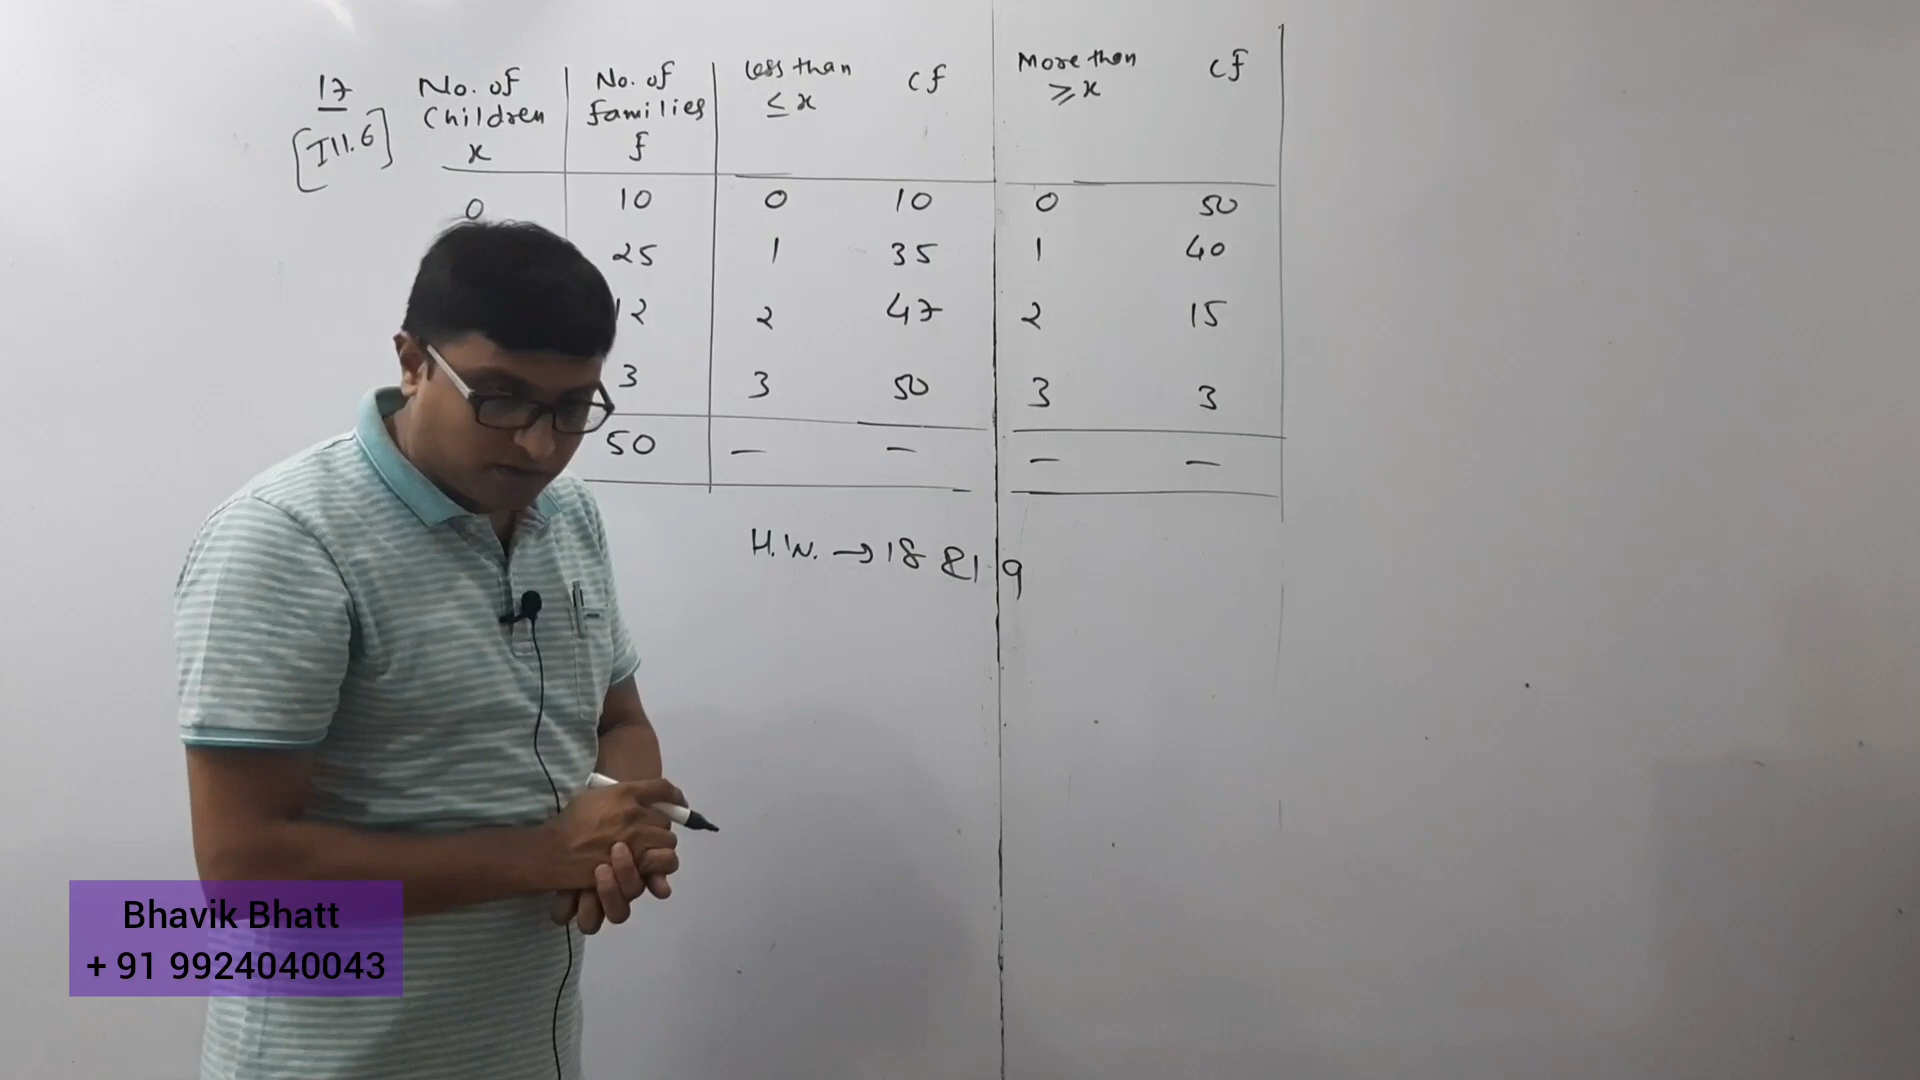 17
[Ill.6]
No. of Children x | No. of families f | Less than ≤ x | cf | More than ≥ x | cf
0 | 10 | 0 | 10 | 0 | 50
25 | 1 | 35 | 1 | 40
12 | 2 | 47 | 2 | 15
3 | 3 | 50 | 3 | 3
50 | — | — | — | —
H.W. → 18 & 19
Bhavik Bhatt
+ 91 9924040043